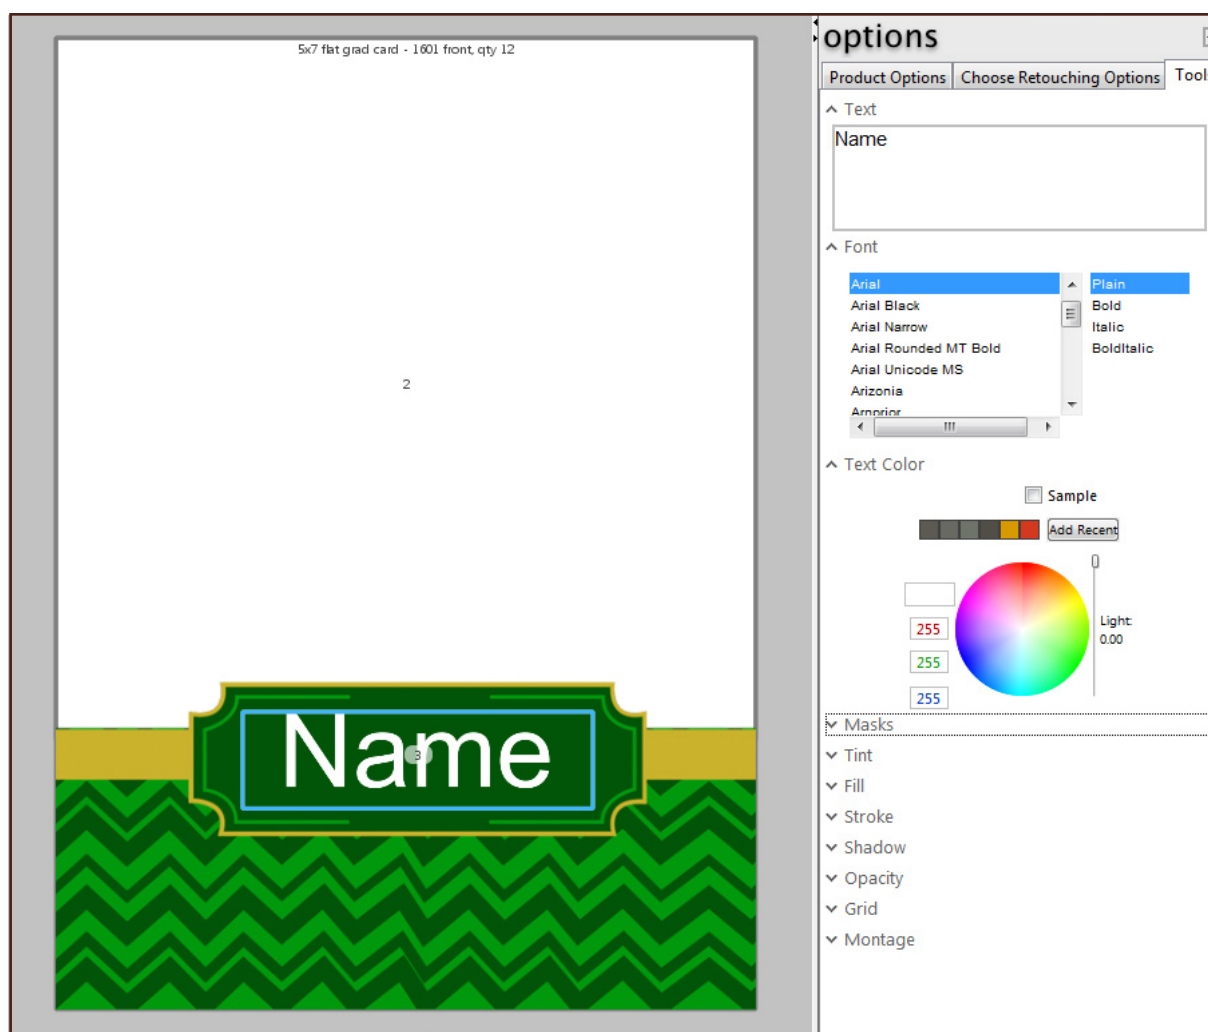 5x7 flat grad card - 1601 front, qty 12
2
Name
3
options
Product Options
Choose Retouching Options
Tools
Text
Name
Font
Arial
Arial Black
Arial Narrow
Arial Rounded MT Bold
Arial Unicode MS
Arizonia
Arnprior
Plain
Bold
Italic
BoldItalic
Text Color
Sample
Add Recent
255
255
255
Light:
0.00
Masks
Tint
Fill
Stroke
Shadow
Opacity
Grid
Montage